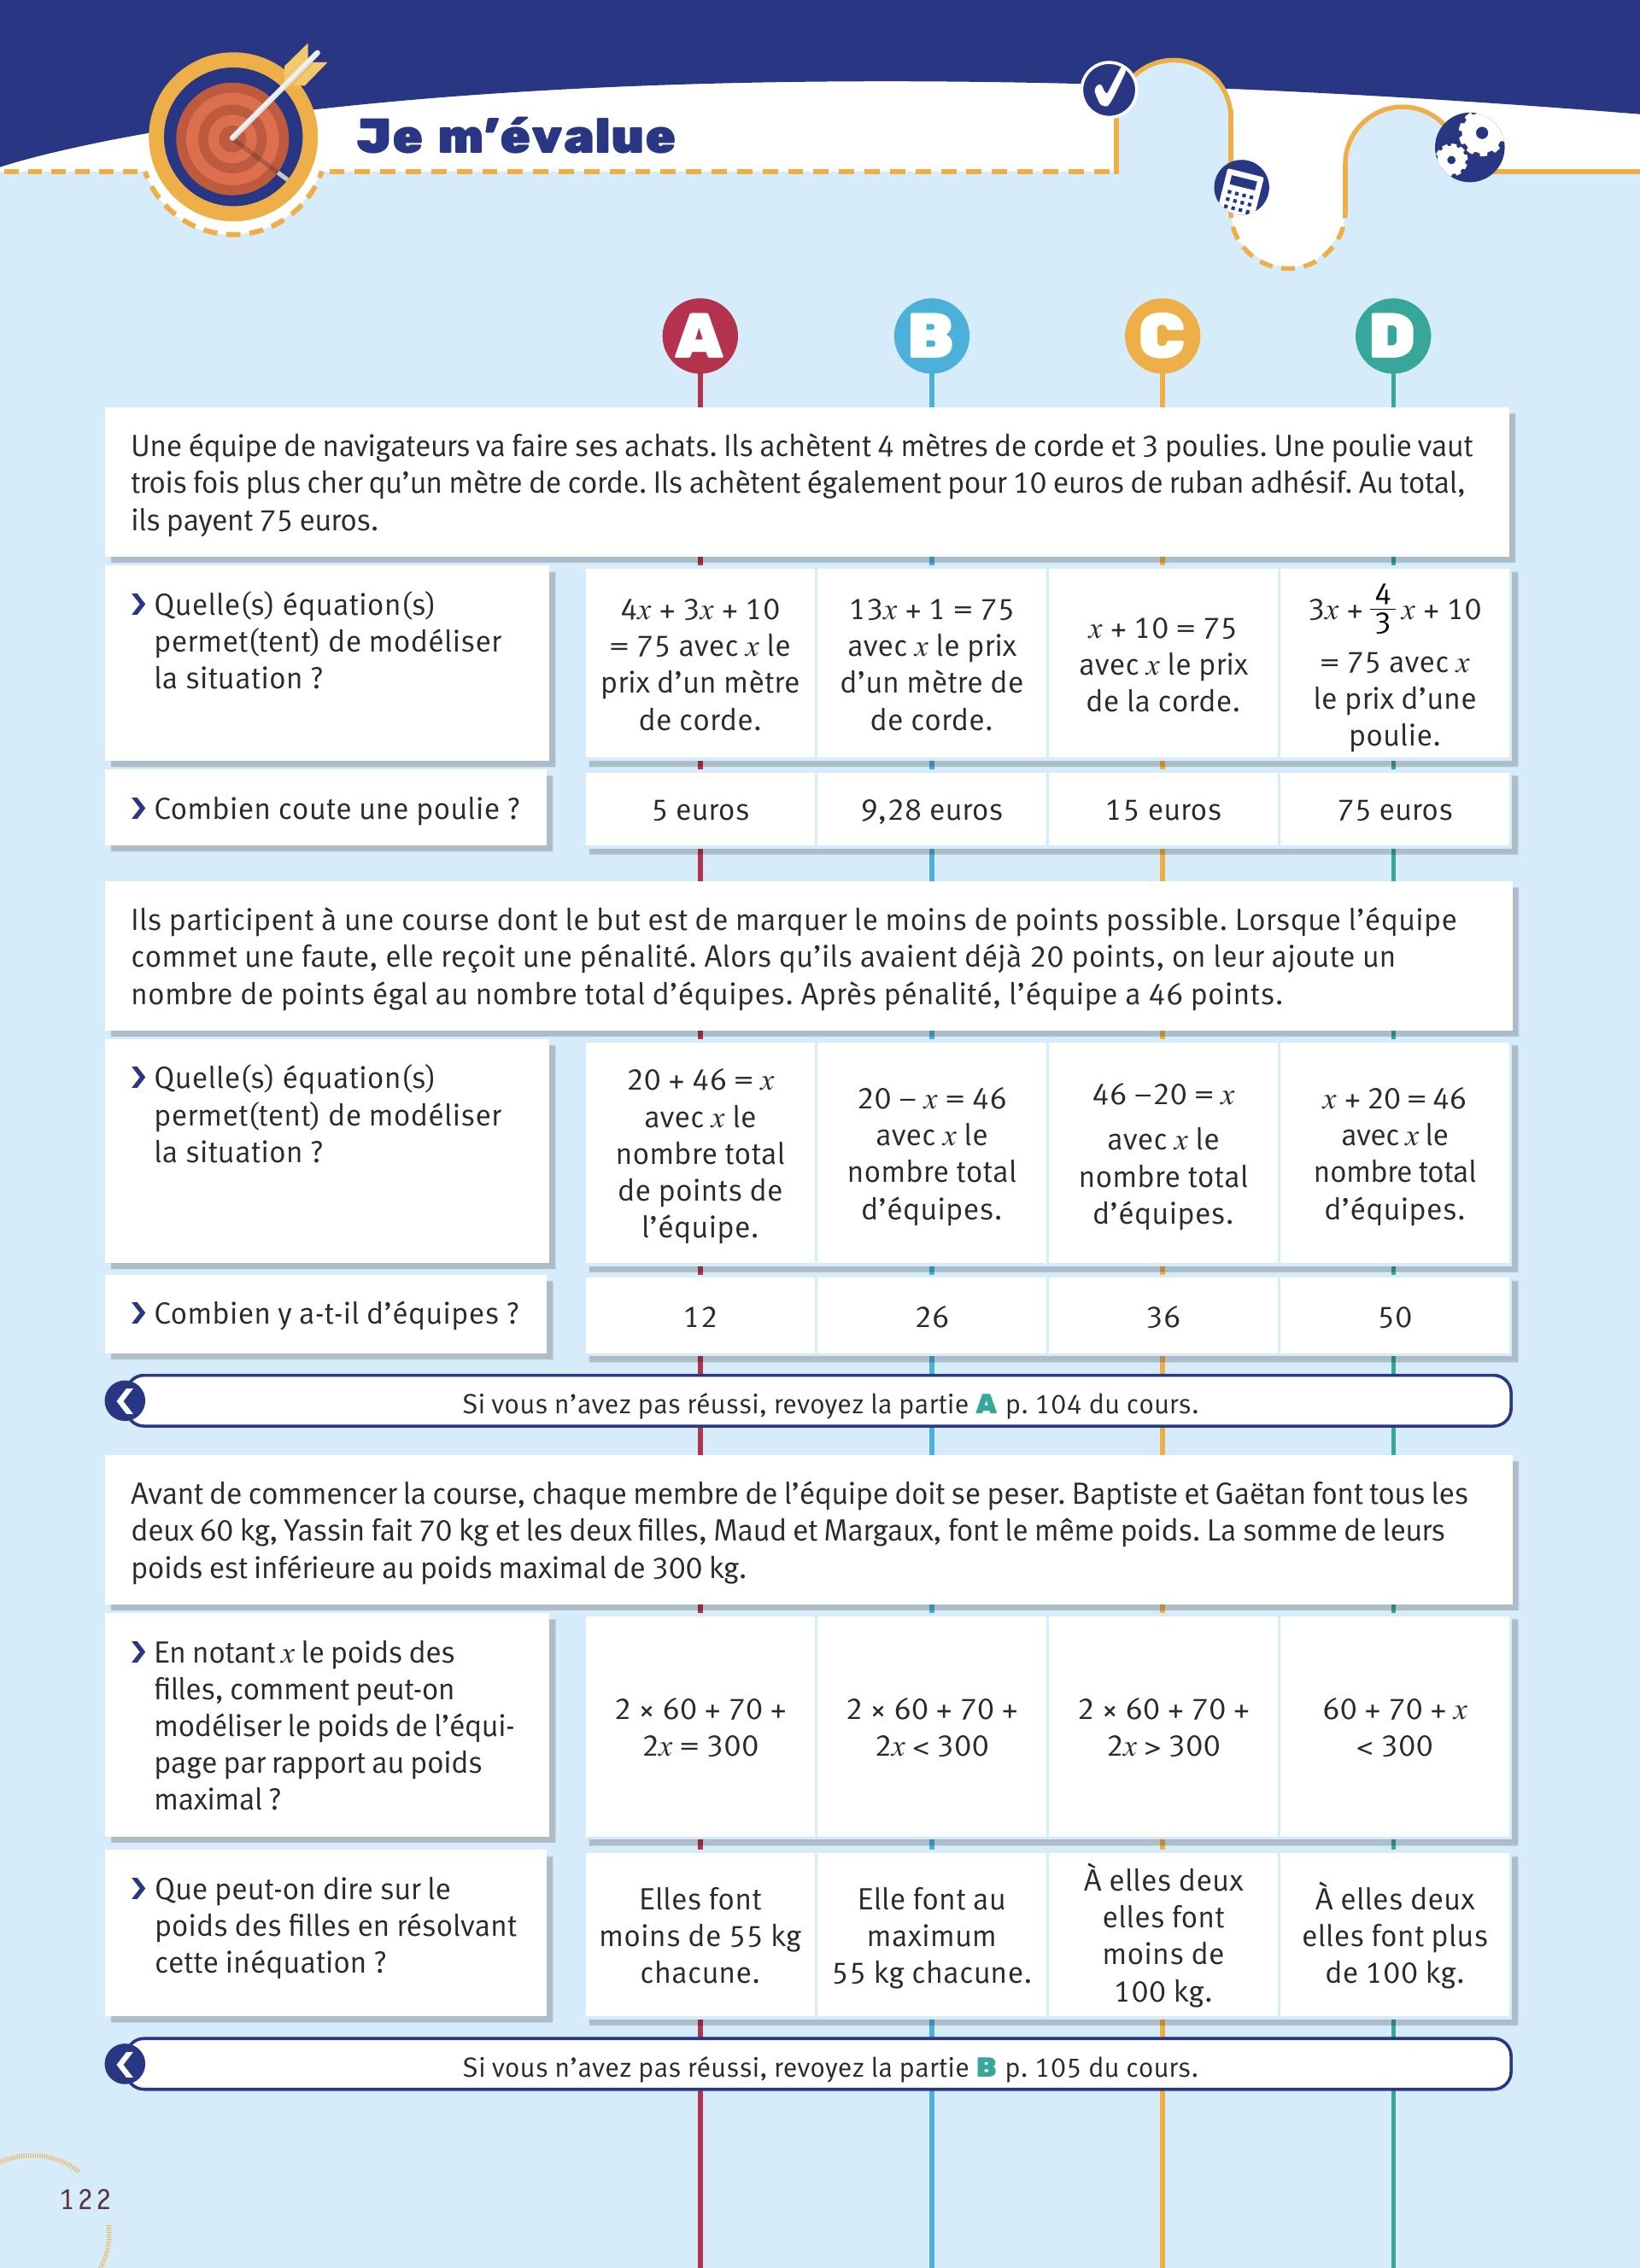 Je m'évalue
A
B
C
D
Une équipe de navigateurs va faire ses achats. Ils achètent 4 mètres de corde et 3 poulies. Une poulie vaut
trois fois plus cher qu'un mètre de corde. Ils achètent également pour 10 euros de ruban adhésif. Au total,
ils payent 75 euros.
Quelle(s) équation(s)
permet(tent) de modéliser
la situation ?
4x + 3x + 10
= 75 avec x le
prix d'un mètre
de corde.
13x + 1 = 75
avec x le prix
d'un mètre de
de corde.
x + 10 = 75
avec x le prix
de la corde.
3x + 4/3 x + 10
= 75 avec x
le prix d'une
poulie.
Combien coute une poulie ?
5 euros
9,28 euros
15 euros
75 euros
Ils participent à une course dont le but est de marquer le moins de points possible. Lorsque l'équipe
commet une faute, elle reçoit une pénalité. Alors qu'ils avaient déjà 20 points, on leur ajoute un
nombre de points égal au nombre total d'équipes. Après pénalité, l'équipe a 46 points.
Quelle(s) équation(s)
permet(tent) de modéliser
la situation ?
20 + 46 = x
avec x le
nombre total
de points de
l'équipe.
20 – x = 46
avec x le
nombre total
d'équipes.
46 –20 = x
avec x le
nombre total
d'équipes.
x + 20 = 46
avec x le
nombre total
d'équipes.
Combien y a-t-il d'équipes ?
12
26
36
50
Si vous n'avez pas réussi, revoyez la partie A p. 104 du cours.
Avant de commencer la course, chaque membre de l'équipe doit se peser. Baptiste et Gaëtan font tous les
deux 60 kg, Yassin fait 70 kg et les deux filles, Maud et Margaux, font le même poids. La somme de leurs
poids est inférieure au poids maximal de 300 kg.
En notant x le poids des
filles, comment peut-on
modéliser le poids de l'équi-
page par rapport au poids
maximal ?
2 × 60 + 70 +
2x = 300
2 × 60 + 70 +
2x < 300
2 × 60 + 70 +
2x > 300
60 + 70 + x
< 300
Que peut-on dire sur le
poids des filles en résolvant
cette inéquation ?
Elles font
moins de 55 kg
chacune.
Elle font au
maximum
55 kg chacune.
À elles deux
elles font
moins de
100 kg.
À elles deux
elles font plus
de 100 kg.
Si vous n'avez pas réussi, revoyez la partie B p. 105 du cours.
122